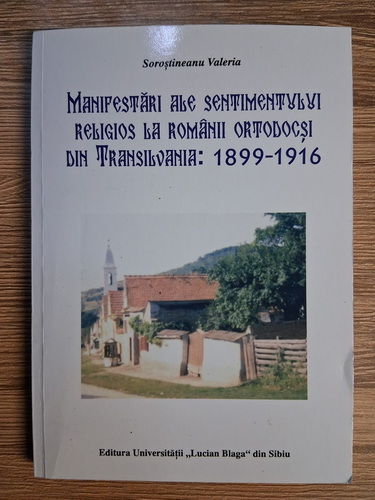 Soroștineanu Valeria
Manifestări ale sentimentului
religios la românii ortodocși
din Transilvania: 1899-1916
Editura Universității „Lucian Blaga“ din Sibiu